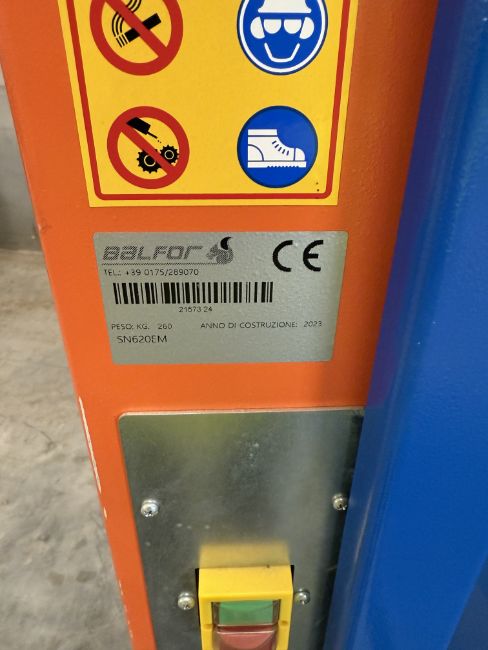 BALFOR
CE
TEL.: +39 0175/289070
21573 24
PESO: KG. 260 ANNO DI COSTRUZIONE: 2023
SN620EM